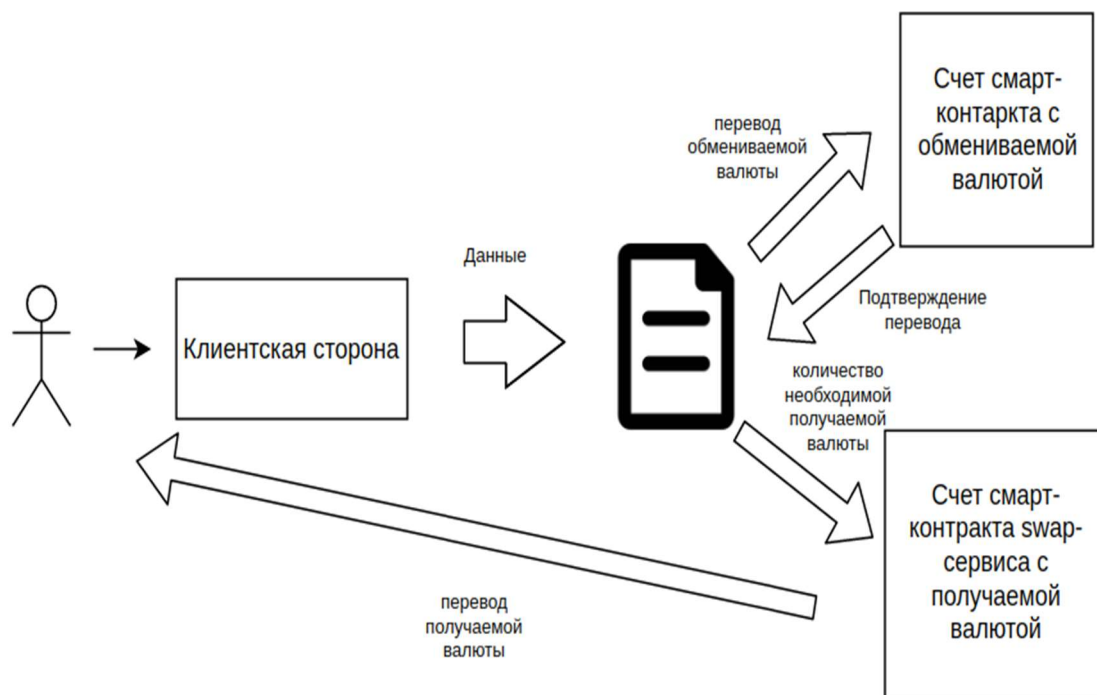 Счет смарт-
контаркта с
обмениваемой
валютой
перевод
обмениваемой
валюты
Данные
Подтверждение
перевода
Клиентская сторона
количество
необходимой
получаемой
валюты
Счет смарт-
контракта swap-
сервиса с
получаемой
валютой
перевод
получаемой
валюты